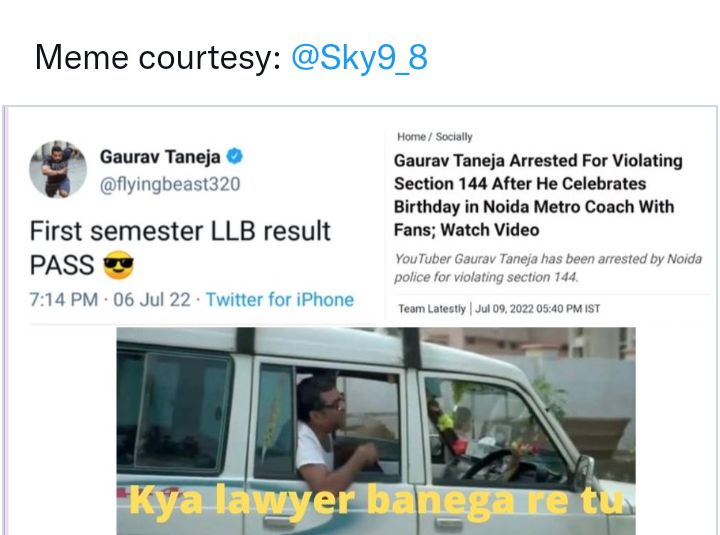 Meme courtesy: @Sky9_8
Gaurav Taneja
@flyingbeast320
First semester LLB result
PASS 😎
7:14 PM · 06 Jul 22 · Twitter for iPhone
Home / Socially
Gaurav Taneja Arrested For Violating
Section 144 After He Celebrates
Birthday in Noida Metro Coach With
Fans; Watch Video
YouTuber Gaurav Taneja has been arrested by Noida
police for violating section 144.
Team Latestly | Jul 09, 2022 05:40 PM IST
Kya lawyer banega re tu